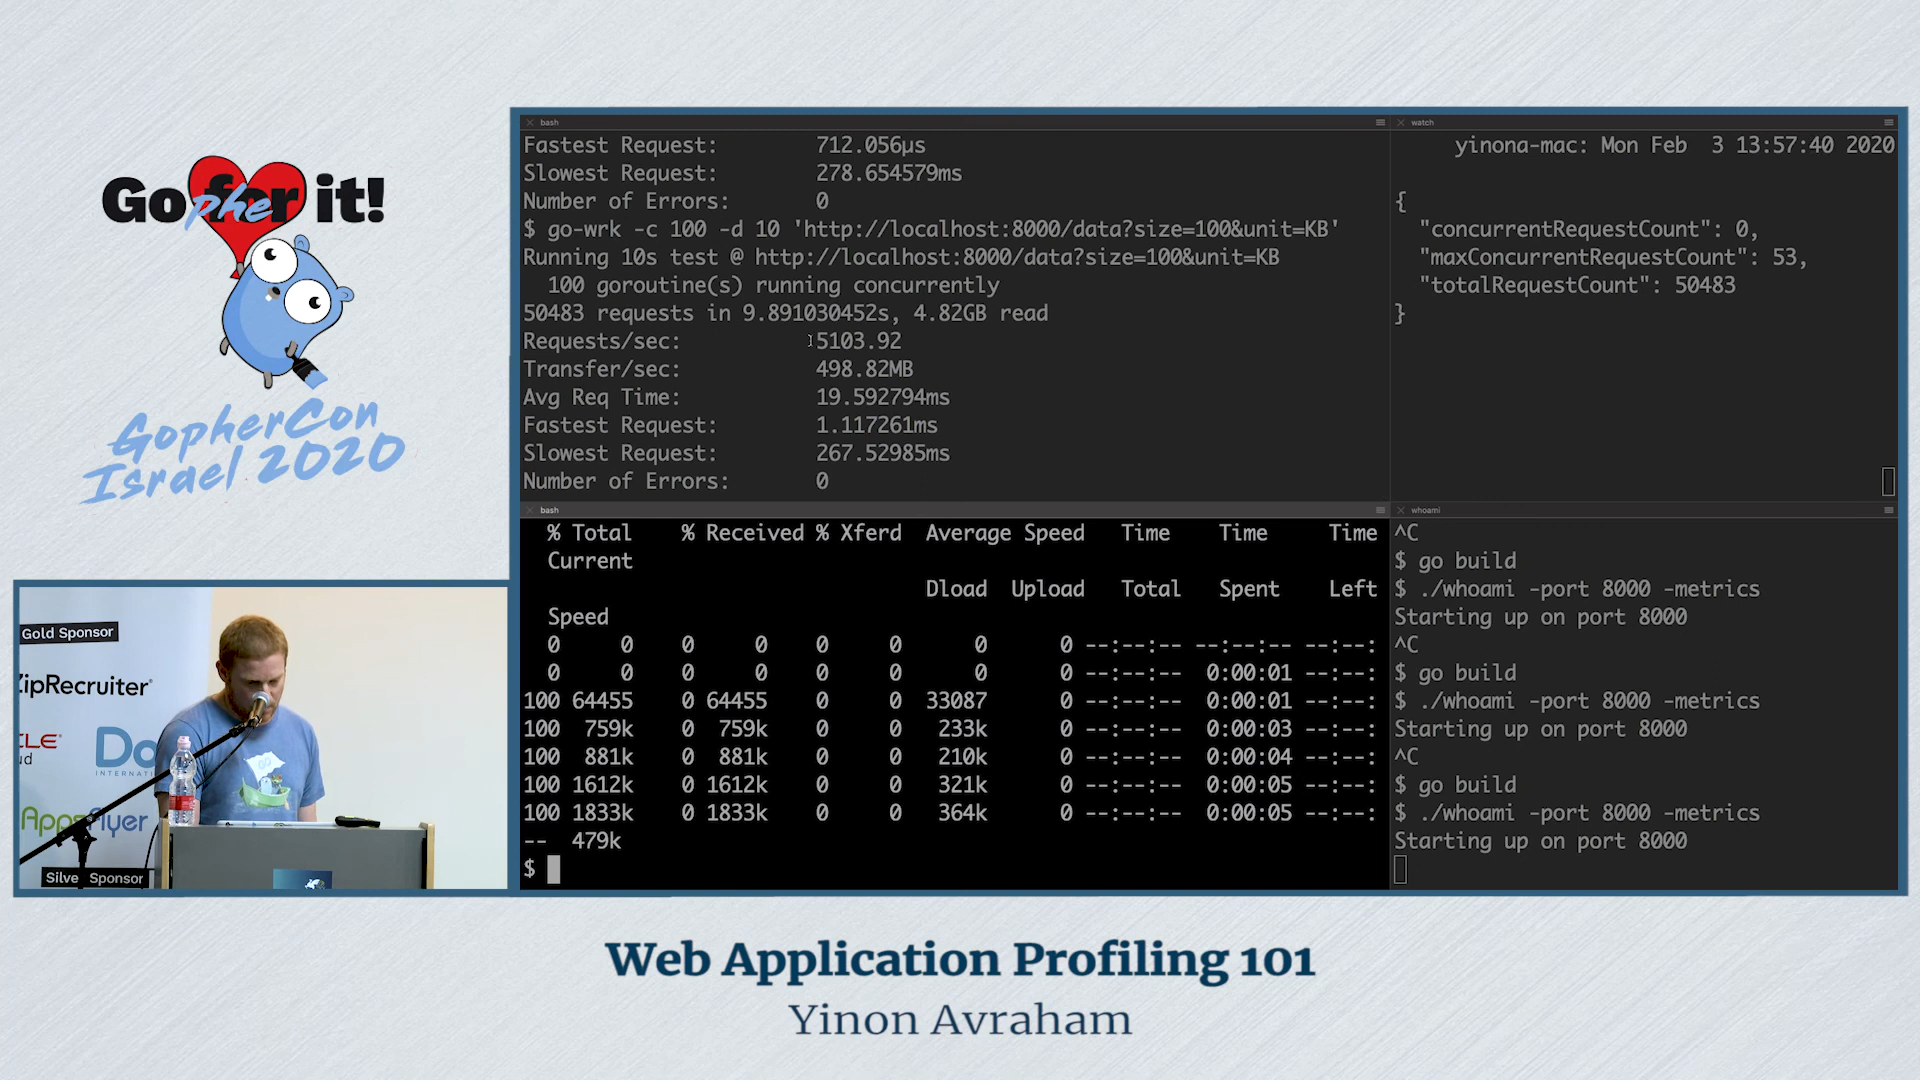 Gopher it!
GopherCon
Israel 2020
bash
Fastest Request: 712.056µs
Slowest Request: 278.654579ms
Number of Errors: 0
$ go-wrk -c 100 -d 10 'http://localhost:8000/data?size=100&unit=KB'
Running 10s test @ http://localhost:8000/data?size=100&unit=KB
100 goroutine(s) running concurrently
50483 requests in 9.891030452s, 4.82GB read
Requests/sec: 5103.92
Transfer/sec: 498.82MB
Avg Req Time: 19.592794ms
Fastest Request: 1.117261ms
Slowest Request: 267.52985ms
Number of Errors: 0
watch
yinona-mac: Mon Feb 3 13:57:40 2020
{
"concurrentRequestCount": 0,
"maxConcurrentRequestCount": 53,
"totalRequestCount": 50483
}
bash
% Total % Received % Xferd Average Speed Time Time Time
Current
Dload Upload Total Spent Left
Speed
0 0 0 0 0 0 0 0 --:--:-- --:--:-- --:--:
0 0 0 0 0 0 0 0 --:--:-- 0:00:01 --:--:
100 64455 0 64455 0 0 33087 0 --:--:-- 0:00:01 --:--:
100 759k 0 759k 0 0 233k 0 --:--:-- 0:00:03 --:--:
100 881k 0 881k 0 0 210k 0 --:--:-- 0:00:04 --:--:
100 1612k 0 1612k 0 0 321k 0 --:--:-- 0:00:05 --:--:
100 1833k 0 1833k 0 0 364k 0 --:--:-- 0:00:05 --:--:
-- 479k
$
whoami
^C
$ go build
$ ./whoami -port 8000 -metrics
Starting up on port 8000
^C
$ go build
$ ./whoami -port 8000 -metrics
Starting up on port 8000
^C
$ go build
$ ./whoami -port 8000 -metrics
Starting up on port 8000
Gold Sponsor
ZipRecruiter
CLE
ud
Do
INTERNATI
AppsFlyer
Silve Sponsor
GO
Web Application Profiling 101
Yinon Avraham